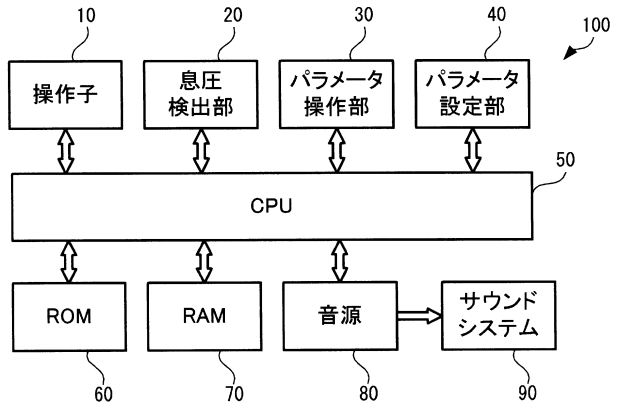 10
20
30
40
100
操作子
息圧
検出部
パラメータ
操作部
パラメータ
設定部
50
CPU
ROM
RAM
音源
サウンド
システム
60
70
80
90